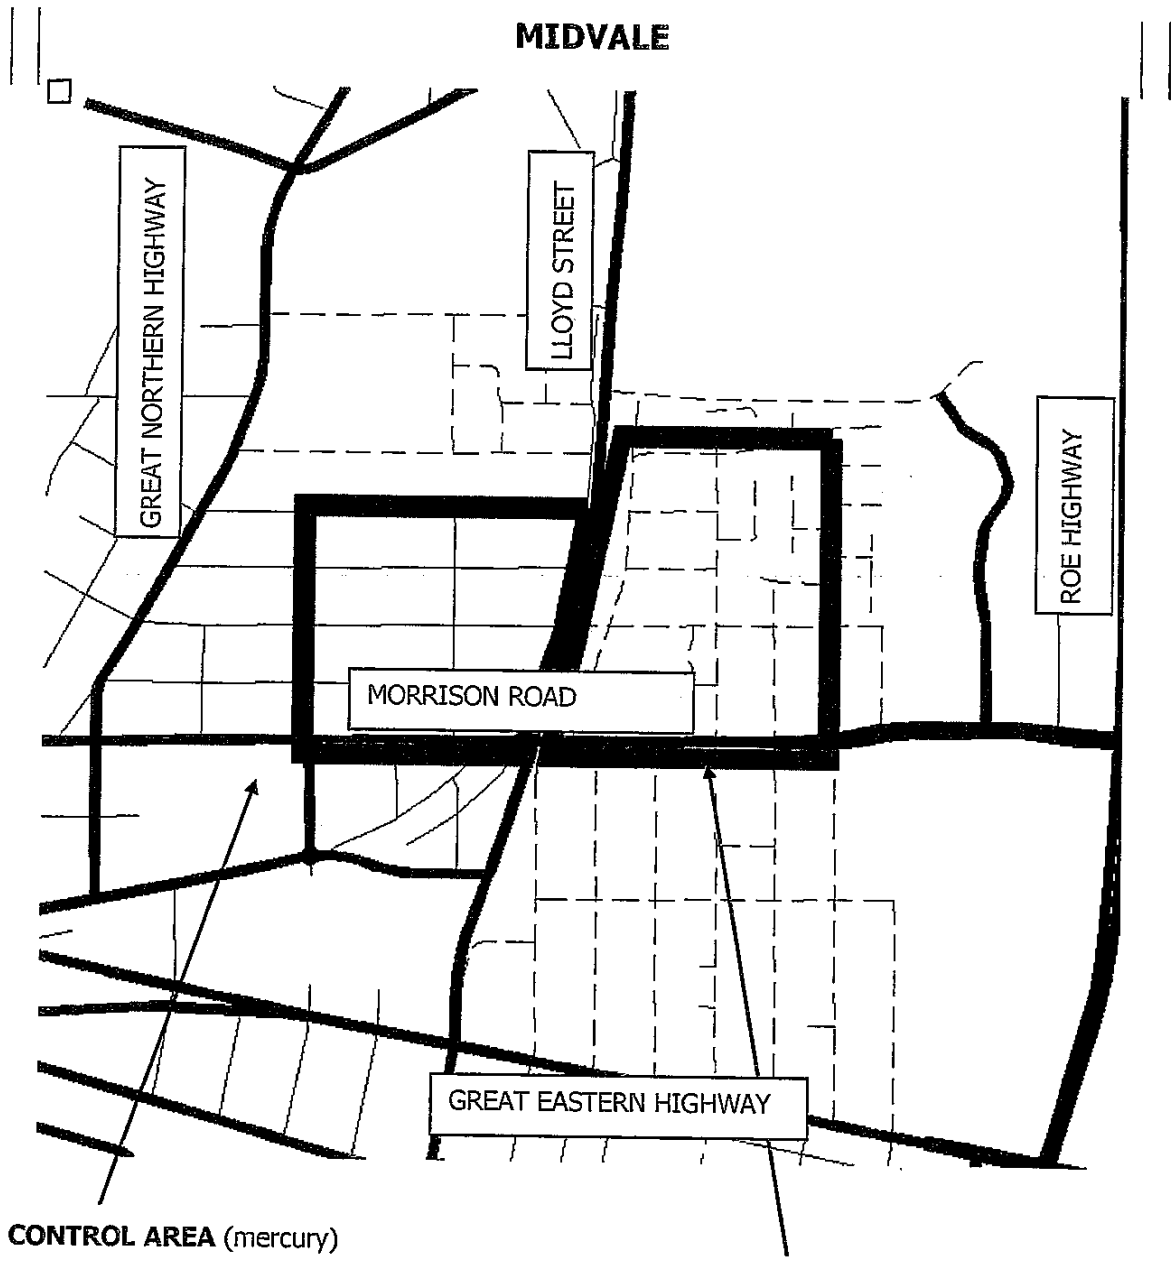 MIDVALE
GREAT NORTHERN HIGHWAY
LLOYD STREET
ROE HIGHWAY
MORRISON ROAD
GREAT EASTERN HIGHWAY
CONTROL AREA (mercury)